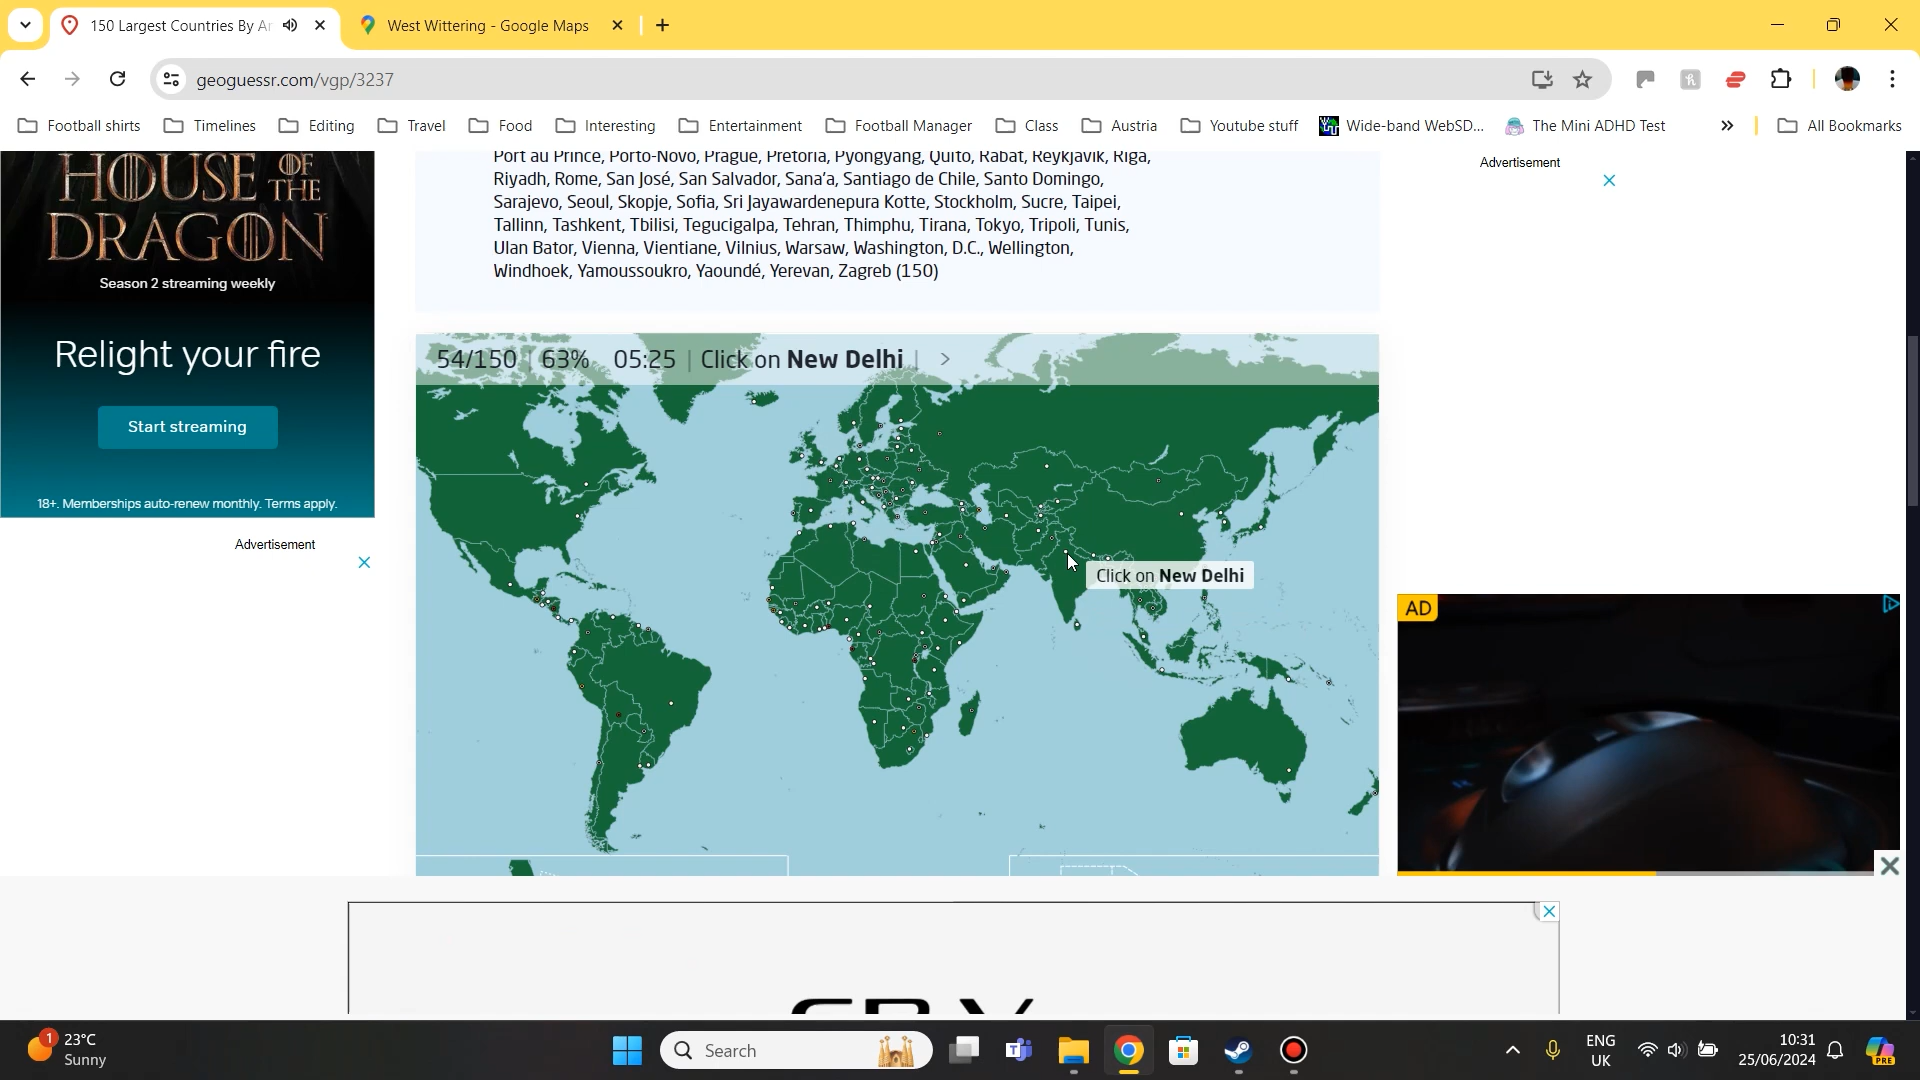 150 Largest Countries By Ar
West Wittering - Google Maps
geoguessr.com/vgp/3237
Football shirts
Timelines
Editing
Travel
Food
Interesting
Entertainment
Football Manager
Class
Austria
Youtube stuff
Wide-band WebSD...
The Mini ADHD Test
All Bookmarks
HOUSE OF THE
DRAGON
Season 2 streaming weekly
Relight your fire
Start streaming
18+. Memberships auto-renew monthly. Terms apply.
Advertisement
Port au Prince, Porto-Novo, Prague, Pretoria, Pyongyang, Quito, Rabat, Reykjavik, Riga,
Riyadh, Rome, San José, San Salvador, Sana'a, Santiago de Chile, Santo Domingo,
Sarajevo, Seoul, Skopje, Sofia, Sri Jayawardenepura Kotte, Stockholm, Sucre, Taipei,
Tallinn, Tashkent, Tbilisi, Tegucigalpa, Tehran, Thimphu, Tirana, Tokyo, Tripoli, Tunis,
Ulan Bator, Vienna, Vientiane, Vilnius, Warsaw, Washington, D.C., Wellington,
Windhoek, Yamoussoukro, Yaoundé, Yerevan, Zagreb (150)
54/150 | 63% 05:25 | Click on New Delhi |
Click on New Delhi
Advertisement
AD
23°C
Sunny
1
Search
ENG
UK
10:31
25/06/2024
PRE